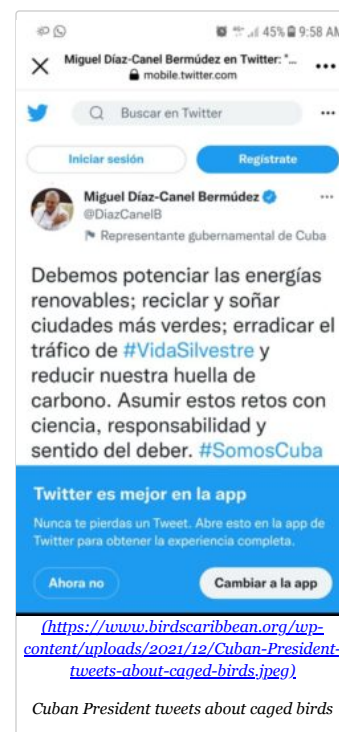 45% 9:58 AM
Miguel Díaz-Canel Bermúdez en Twitter: "...
mobile.twitter.com
Buscar en Twitter
Iniciar sesión
Regístrate
Miguel Díaz-Canel Bermúdez
@DiazCanelB
Representante gubernamental de Cuba
Debemos potenciar las energías
renovables; reciclar y soñar
ciudades más verdes; erradicar el
tráfico de #VidaSilvestre y
reducir nuestra huella de
carbono. Asumir estos retos con
ciencia, responsabilidad y
sentido del deber. #SomosCuba
Twitter es mejor en la app
Nunca te pierdas un Tweet. Abre esto en la app de
Twitter para obtener la experiencia completa.
Ahora no
Cambiar a la app
(https://www.birdscaribbean.org/wp-
content/uploads/2021/12/Cuban-President-
tweets-about-caged-birds.jpeg)
Cuban President tweets about caged birds